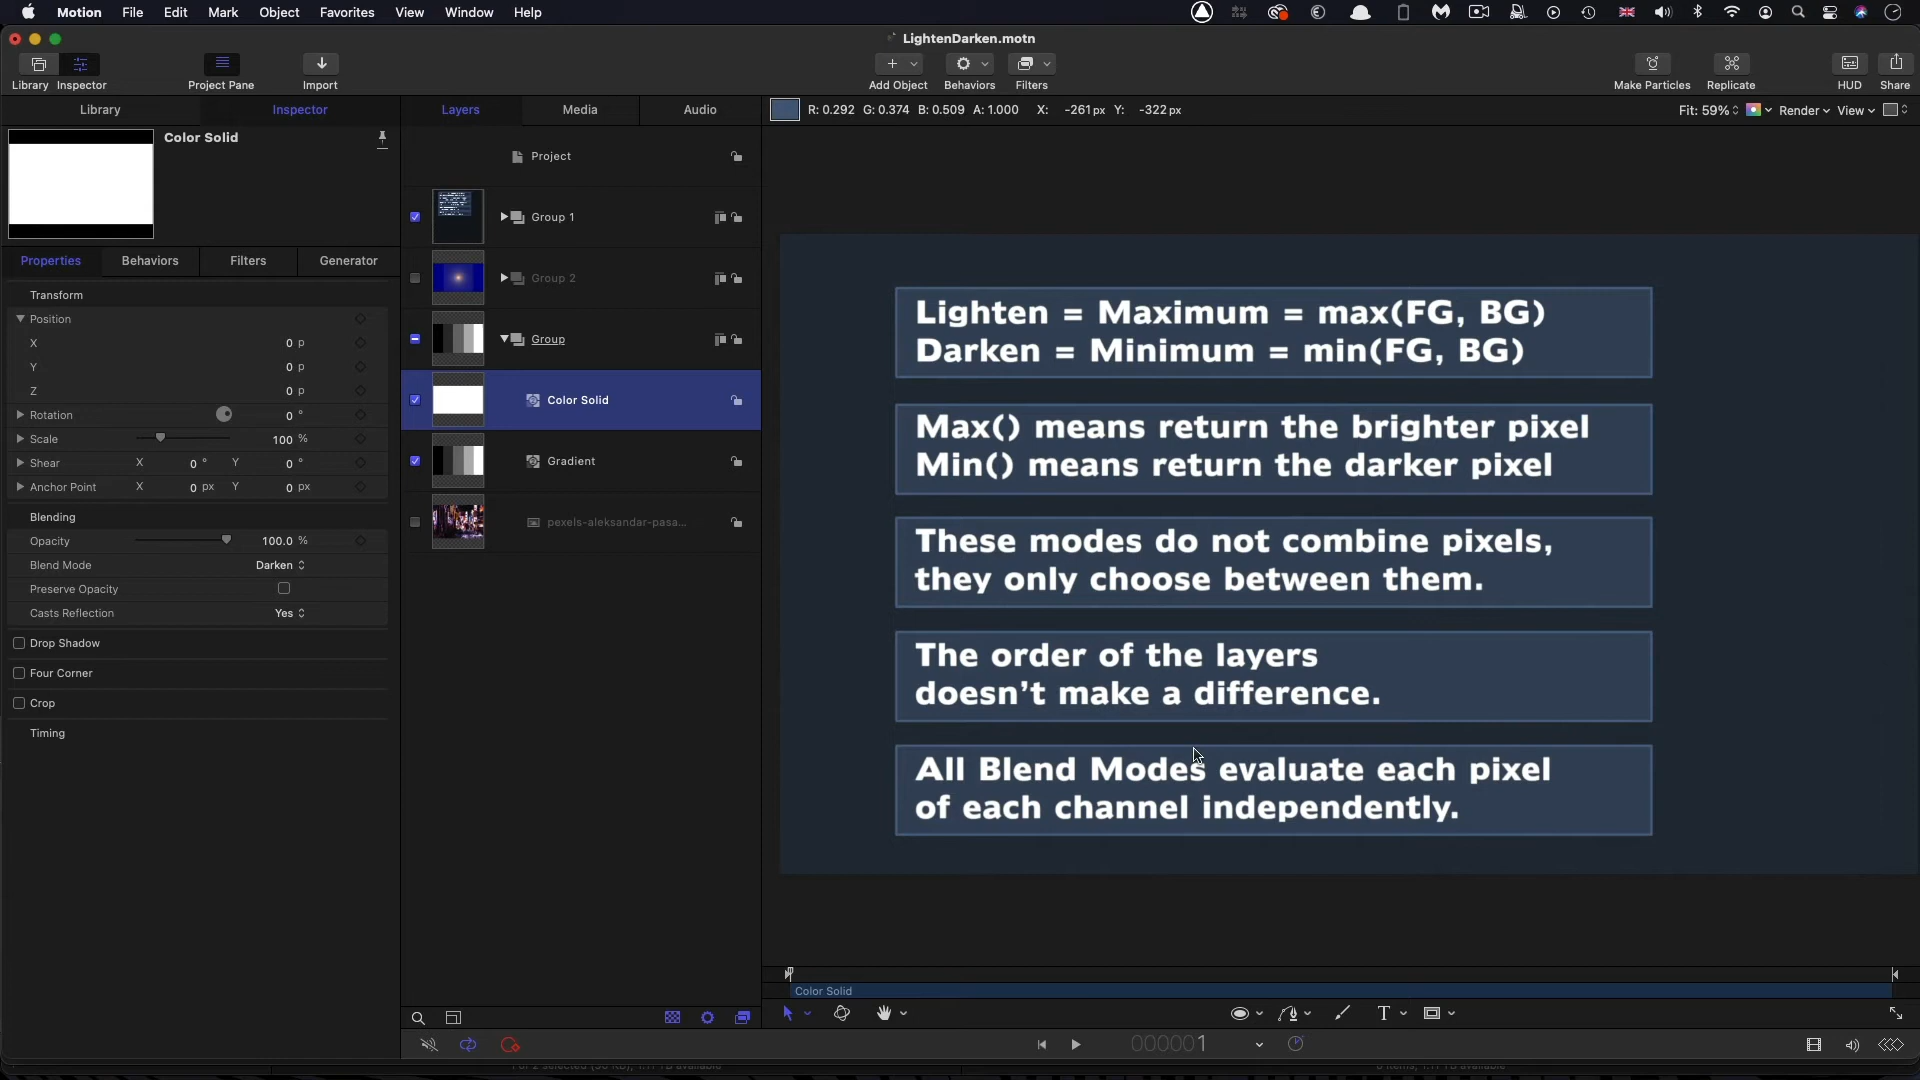 Motion File Edit Mark Object Favorites View Window Help
LightenDarken.motn
Library Inspector Project Pane Import Add Object Behaviors Filters Make Particles Replicate HUD Share
Library Inspector Layers Media Audio R: 0.292 G: 0.374 B: 0.509 A: 1.000 X: -261 px Y: -322 px Fit: 59% Render View
Color Solid
Properties Behaviors Filters Generator
Transform
Position
X 0 p
Y 0 p
Z 0 p
Rotation 0 °
Scale 100 %
Shear X 0 ° Y 0 °
Anchor Point X 0 px Y 0 px
Blending
Opacity 100.0 %
Blend Mode Darken
Preserve Opacity
Casts Reflection Yes
Drop Shadow
Four Corner
Crop
Timing
Project
Group 1
Group 2
Group
Color Solid
Gradient
pexels-aleksandar-pasa...
Lighten = Maximum = max(FG, BG)
Darken = Minimum = min(FG, BG)
Max() means return the brighter pixel
Min() means return the darker pixel
These modes do not combine pixels,
they only choose between them.
The order of the layers
doesn't make a difference.
All Blend Modes evaluate each pixel
of each channel independently.
Color Solid
T
000001